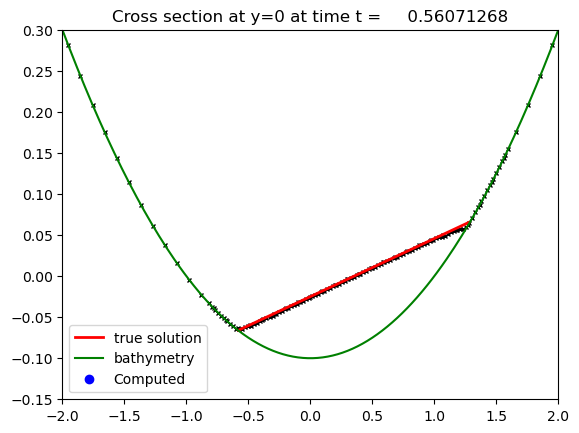 Cross section at y=0 at time t =     0.56071268
0.30
0.25
0.20
0.15
0.10
0.05
0.00
−0.05
−0.10
−0.15
true solution
bathymetry
Computed
−2.0 −1.5 −1.0 −0.5 0.0 0.5 1.0 1.5 2.0